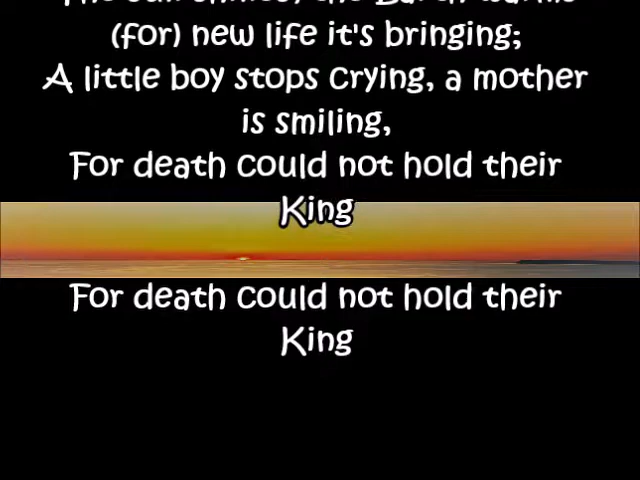 (for) new life it's bringing;
A little boy stops crying, a mother
is smiling,
For death could not hold their
King
For death could not hold their
King